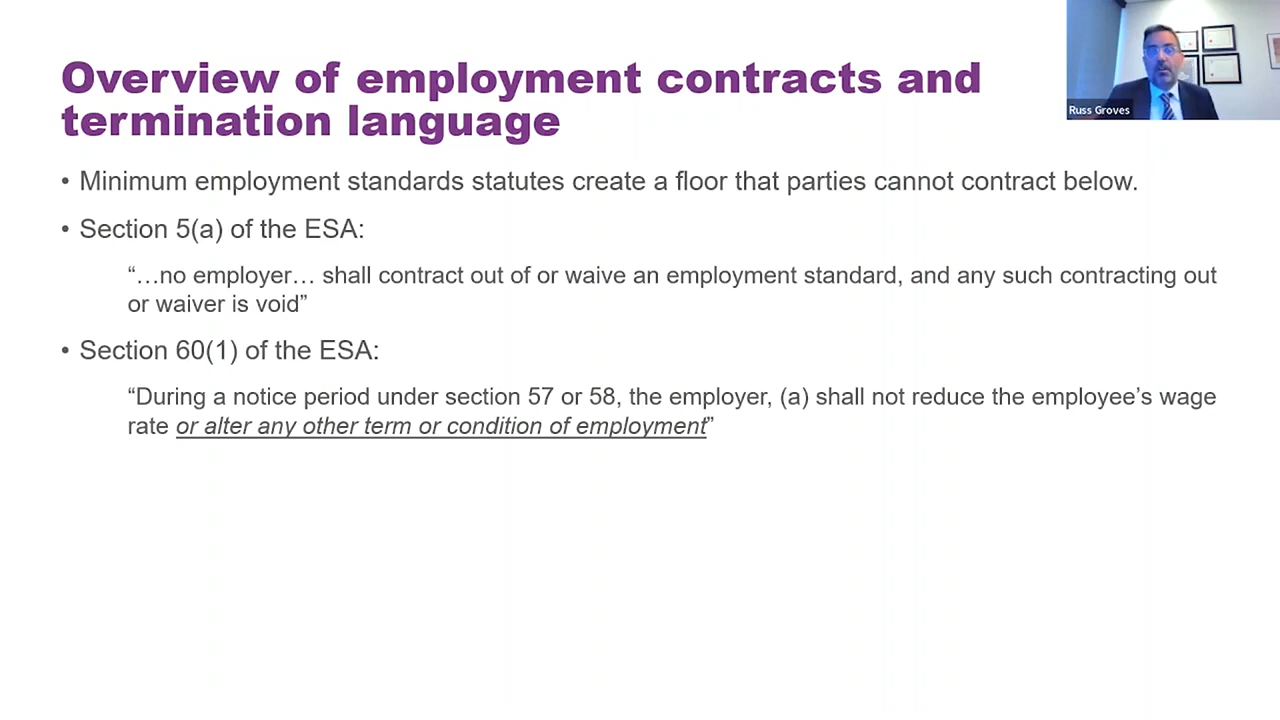 Overview of employment contracts and
termination language
Russ Groves
• Minimum employment standards statutes create a floor that parties cannot contract below.
• Section 5(a) of the ESA:
“…no employer… shall contract out of or waive an employment standard, and any such contracting out
or waiver is void”
• Section 60(1) of the ESA:
“During a notice period under section 57 or 58, the employer, (a) shall not reduce the employee’s wage
rate or alter any other term or condition of employment”